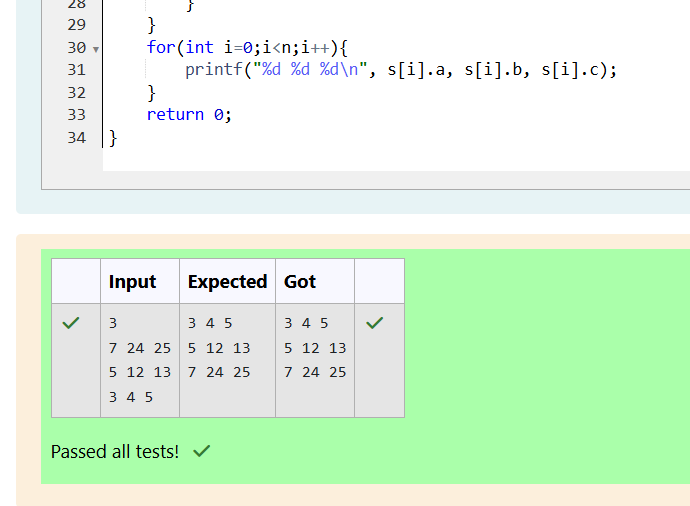 28 }
29 }
30 for(int i=0;i<n;i++){
31 printf("%d %d %d\n", s[i].a, s[i].b, s[i].c);
32 }
33 return 0;
34 }
Input Expected Got
3 3 4 5 3 4 5
7 24 25 5 12 13 5 12 13
5 12 13 7 24 25 7 24 25
3 4 5
Passed all tests!